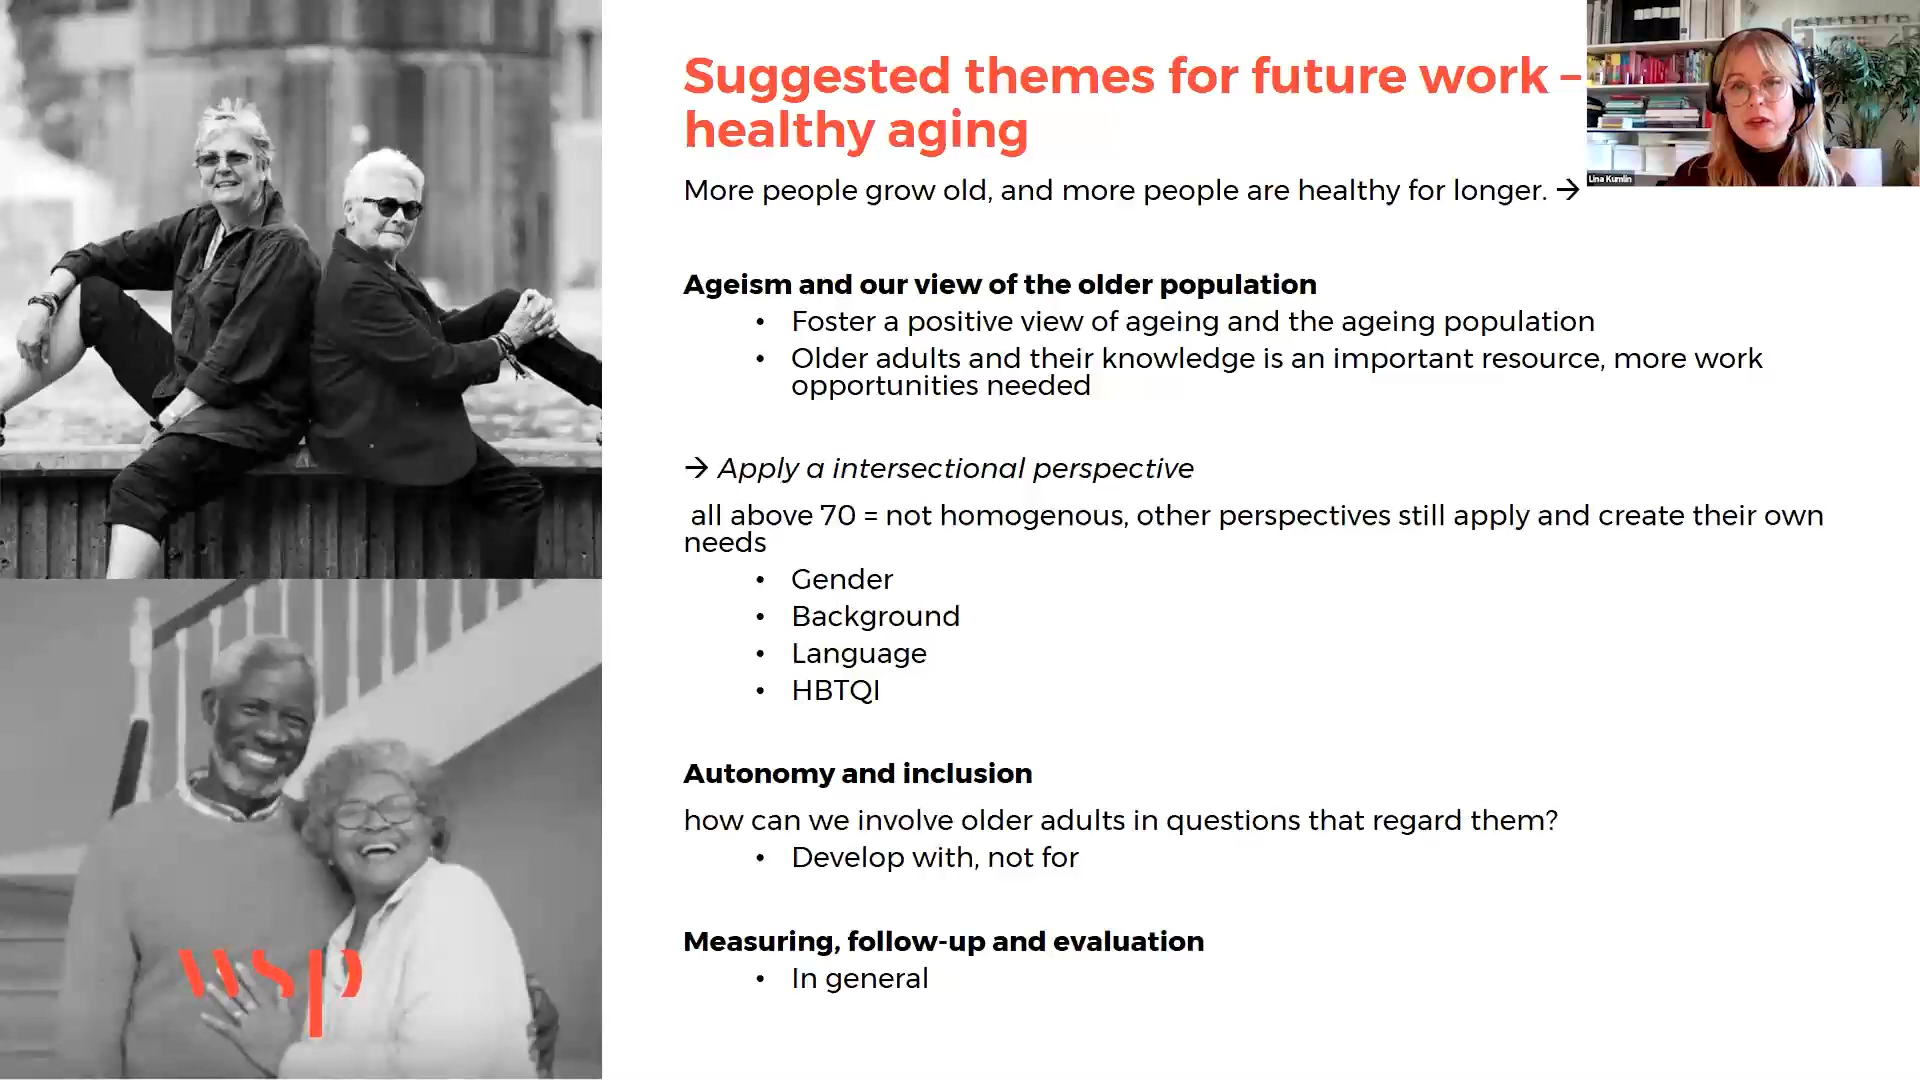 Suggested themes for future work –
healthy aging
More people grow old, and more people are healthy for longer. →
Ageism and our view of the older population
• Foster a positive view of ageing and the ageing population
• Older adults and their knowledge is an important resource, more work
opportunities needed
→ Apply a intersectional perspective
all above 70 = not homogenous, other perspectives still apply and create their own
needs
• Gender
• Background
• Language
• HBTQI
Autonomy and inclusion
how can we involve older adults in questions that regard them?
• Develop with, not for
Measuring, follow-up and evaluation
• In general
wsp
Lina Kumlin